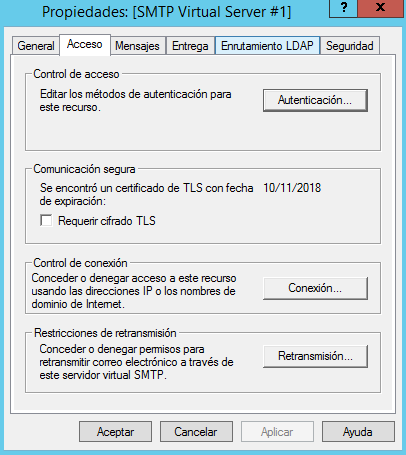 Propiedades: [SMTP Virtual Server #1]
? X
General Acceso Mensajes Entrega Enrutamiento LDAP Seguridad
Control de acceso
Editar los métodos de autenticación para
este recurso.
Autenticación...
Comunicación segura
Se encontró un certificado de TLS con fecha
de expiración:
10/11/2018
Requerir cifrado TLS
Control de conexión
Conceder o denegar acceso a este recurso
usando las direcciones IP o los nombres de
dominio de Internet.
Conexión...
Restricciones de retransmisión
Conceder o denegar permisos para
retransmitir correo electrónico a través de
este servidor virtual SMTP.
Retransmisión...
Aceptar Cancelar Aplicar Ayuda